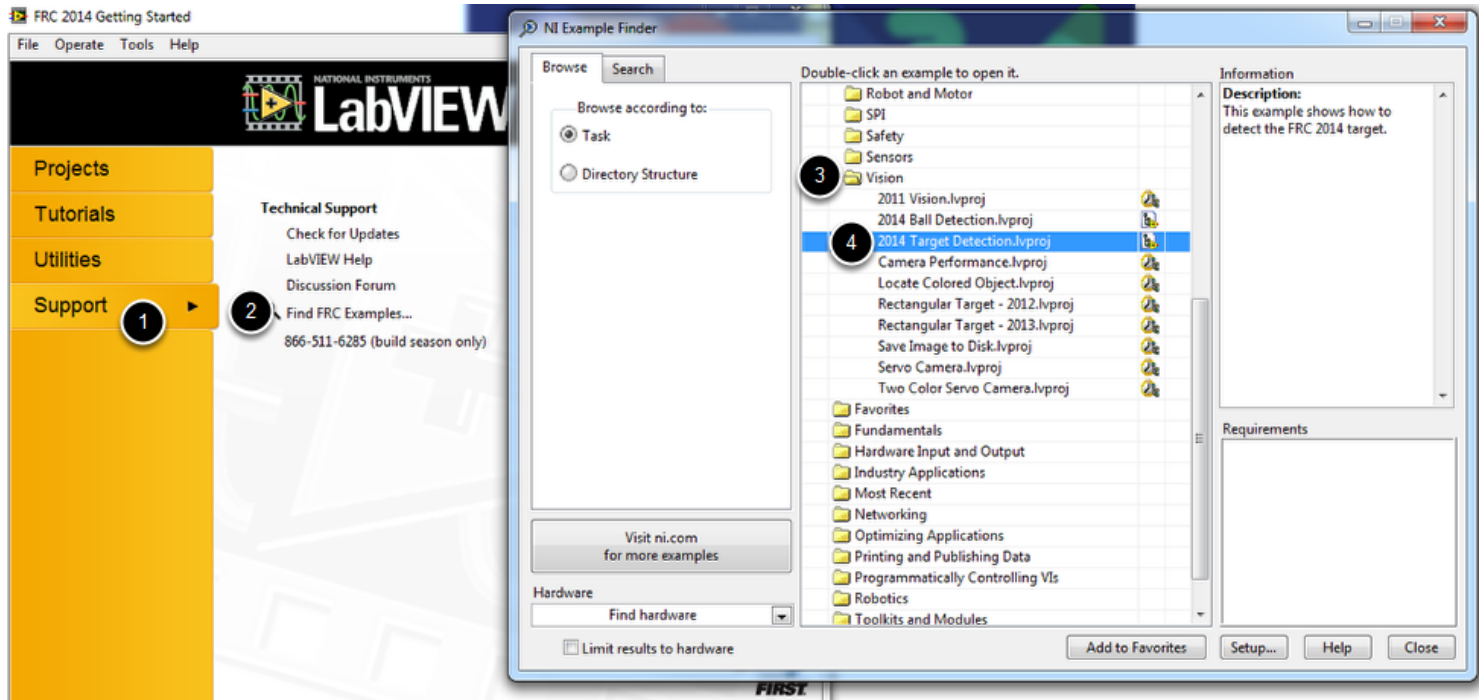 FRC 2014 Getting Started
File Operate Tools Help
NATIONAL INSTRUMENTS
LabVIEW
Projects
Tutorials
Utilities
Support
1
Technical Support
Check for Updates
LabVIEW Help
Discussion Forum
2
Find FRC Examples...
866-511-6285 (build season only)
FIRST
NI Example Finder
Browse
Search
Browse according to:
Task
Directory Structure
Visit ni.com
for more examples
Hardware
Find hardware
Limit results to hardware
Double-click an example to open it.
Robot and Motor
SPI
Safety
Sensors
3
Vision
2011 Vision.lvproj
2014 Ball Detection.lvproj
4
2014 Target Detection.lvproj
Camera Performance.lvproj
Locate Colored Object.lvproj
Rectangular Target - 2012.lvproj
Rectangular Target - 2013.lvproj
Save Image to Disk.lvproj
Servo Camera.lvproj
Two Color Servo Camera.lvproj
Favorites
Fundamentals
Hardware Input and Output
Industry Applications
Most Recent
Networking
Optimizing Applications
Printing and Publishing Data
Programmatically Controlling VIs
Robotics
Toolkits and Modules
Information
Description:
This example shows how to
detect the FRC 2014 target.
Requirements
Add to Favorites
Setup...
Help
Close